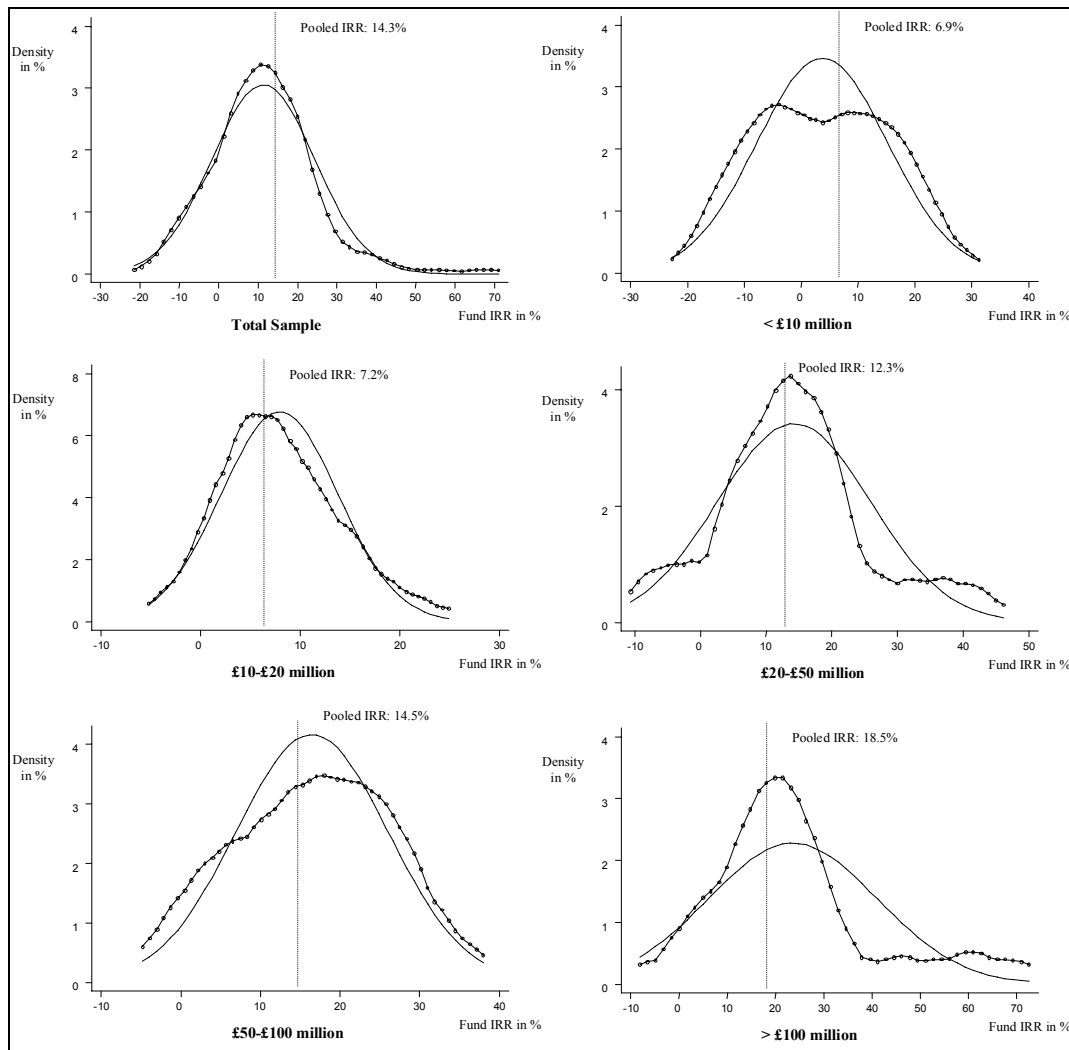 Pooled IRR: 14.3%
Density
in %
4
3
2
1
0
-30 -20 -10 0 10 20 30 40 50 60 70
Fund IRR in %
Total Sample
Pooled IRR: 6.9%
Density
in %
4
3
2
1
0
-30 -20 -10 0 10 20 30 40
Fund IRR in %
< £10 million
Pooled IRR: 7.2%
Density
in %
8
6
4
2
0
-10 0 10 20 30
Fund IRR in %
£10-£20 million
Pooled IRR: 12.3%
Density
in %
4
2
0
-10 0 10 20 30 40 50
Fund IRR in %
£20-£50 million
Pooled IRR: 14.5%
Density
in %
4
3
2
1
0
-10 0 10 20 30 40
Fund IRR in %
£50-£100 million
Pooled IRR: 18.5%
Density
in %
4
3
2
1
0
-10 0 10 20 30 40 50 60 70
Fund IRR in %
> £100 million